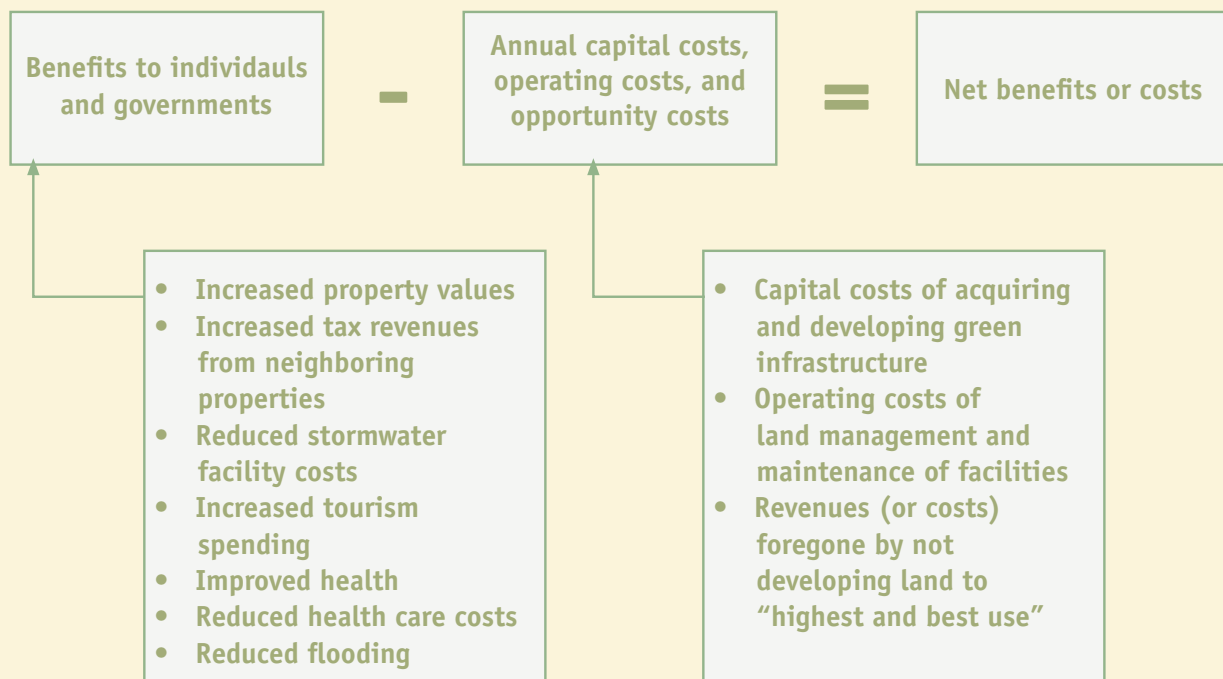 Benefits to individauls
and governments
-
Annual capital costs,
operating costs, and
opportunity costs
=
Net benefits or costs
• Increased property values
• Increased tax revenues
from neighboring
properties
• Reduced stormwater
facility costs
• Increased tourism
spending
• Improved health
• Reduced health care costs
• Reduced flooding
• Capital costs of acquiring
and developing green
infrastructure
• Operating costs of
land management and
maintenance of facilities
• Revenues (or costs)
foregone by not
developing land to
“highest and best use”